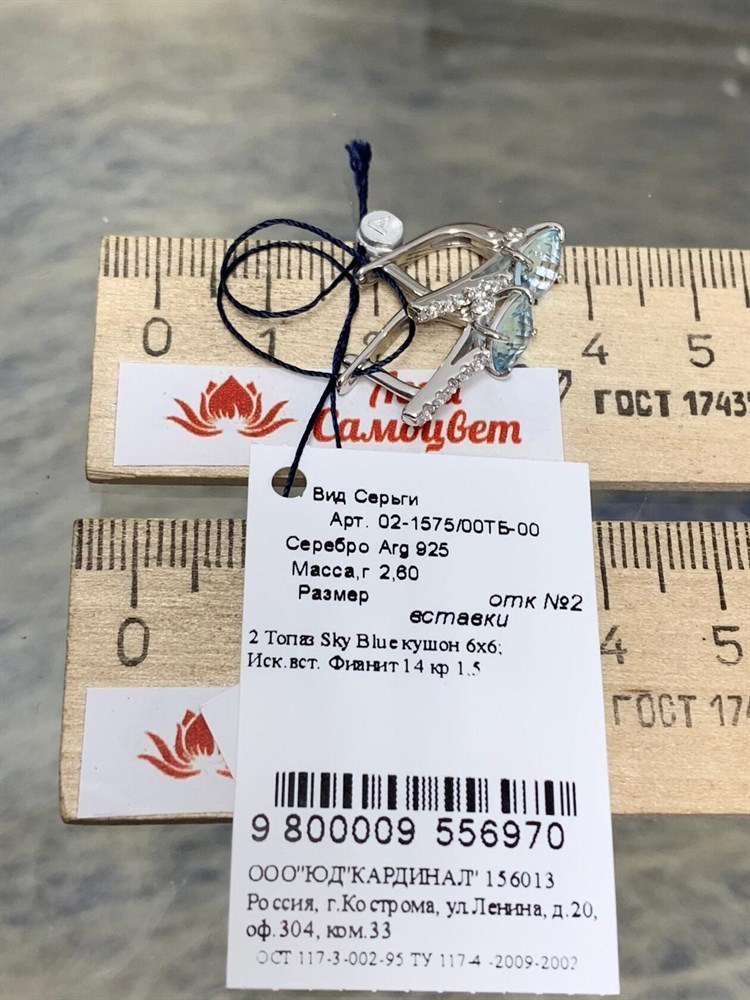 0 1 2 4 5
ГОСТ 1743
Самоцвет
Вид Серьги
Арт. 02-1575/00ТБ-00
Серебро Arg 925
Масса,г 2,60
Размер
отк №2
вставки
2 Топаз Sky Blue кушон 6x6;
Иск.вст. Фианит 14 кр 1,5
0 4 5
ГОСТ 174
9 800009 556970
ООО"ЮД"КАРДИНАЛ" 156013
Россия, г.Кострома, ул.Ленина, д.20,
оф.304, ком.33
ОСТ 117-3-002-95 ТУ 117-4 -2009-2002